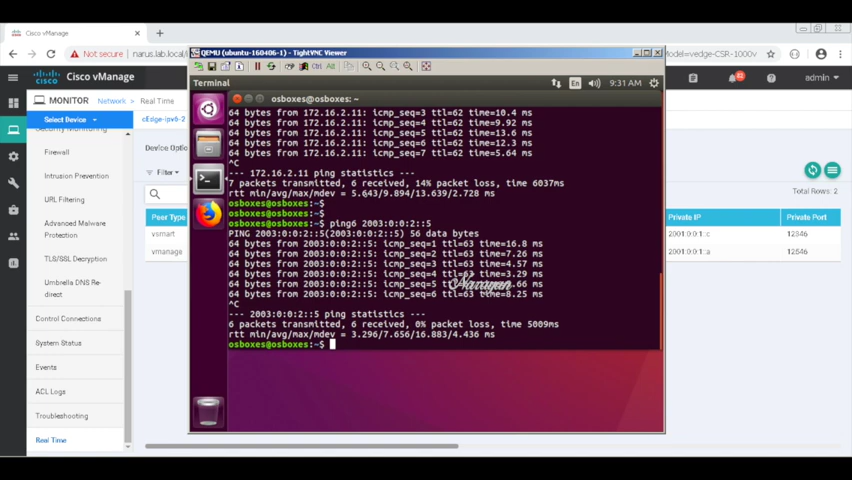 Cisco vManage
Not secure
narus.lab.local/
Model=vedge-CSR-1000v
QEMU (ubuntu-160406-1) - TightVNC Viewer
Ctrl Alt
CISCO
Cisco vManage
Terminal
En
9:31 AM
admin
MONITOR
Network >
Real Time
Select Device
Device Optio
Filter
Security Monitoring
Firewall
Intrusion Prevention
URL Filtering
Advanced Malware
Protection
TLS/SSL Decryption
Umbrella DNS Re-
direct
Control Connections
System Status
Events
ACL Logs
Troubleshooting
Real Time
Total Rows: 2
Peer Type
Private IP
Private Port
vsmart
2001:0:0:1::c
12346
vmanage
2001:0:0:1::a
12646
osboxes@osboxes: ~
64 bytes from 172.16.2.11: icmp_seq=3 ttl=62 time=10.4 ms
64 bytes from 172.16.2.11: icmp_seq=4 ttl=62 time=9.92 ms
64 bytes from 172.16.2.11: icmp_seq=5 ttl=62 time=13.6 ms
64 bytes from 172.16.2.11: icmp_seq=6 ttl=62 time=12.3 ms
64 bytes from 172.16.2.11: icmp_seq=7 ttl=62 time=5.64 ms
^C
--- 172.16.2.11 ping statistics ---
7 packets transmitted, 6 received, 14% packet loss, time 6037ms
rtt min/avg/max/mdev = 5.643/9.894/13.639/2.728 ms
osboxes@osboxes:~$
osboxes@osboxes:~$
osboxes@osboxes:~$ ping6 2003:0:0:2::5
PING 2003:0:0:2::5(2003:0:0:2::5) 56 data bytes
64 bytes from 2003:0:0:2::5: icmp_seq=1 ttl=63 time=16.8 ms
64 bytes from 2003:0:0:2::5: icmp_seq=2 ttl=63 time=7.26 ms
64 bytes from 2003:0:0:2::5: icmp_seq=3 ttl=63 time=4.57 ms
64 bytes from 2003:0:0:2::5: icmp_seq=4 ttl=63 time=3.29 ms
64 bytes from 2003:0:0:2::5: icmp_seq=5 .66 ms
64 bytes from 2003:0:0:2::5: icmp_seq=6 ttl=63 time=8.25 ms
^C
--- 2003:0:0:2::5 ping statistics ---
6 packets transmitted, 6 received, 0% packet loss, time 5009ms
rtt min/avg/max/mdev = 3.296/7.656/16.883/4.436 ms
osboxes@osboxes:~$